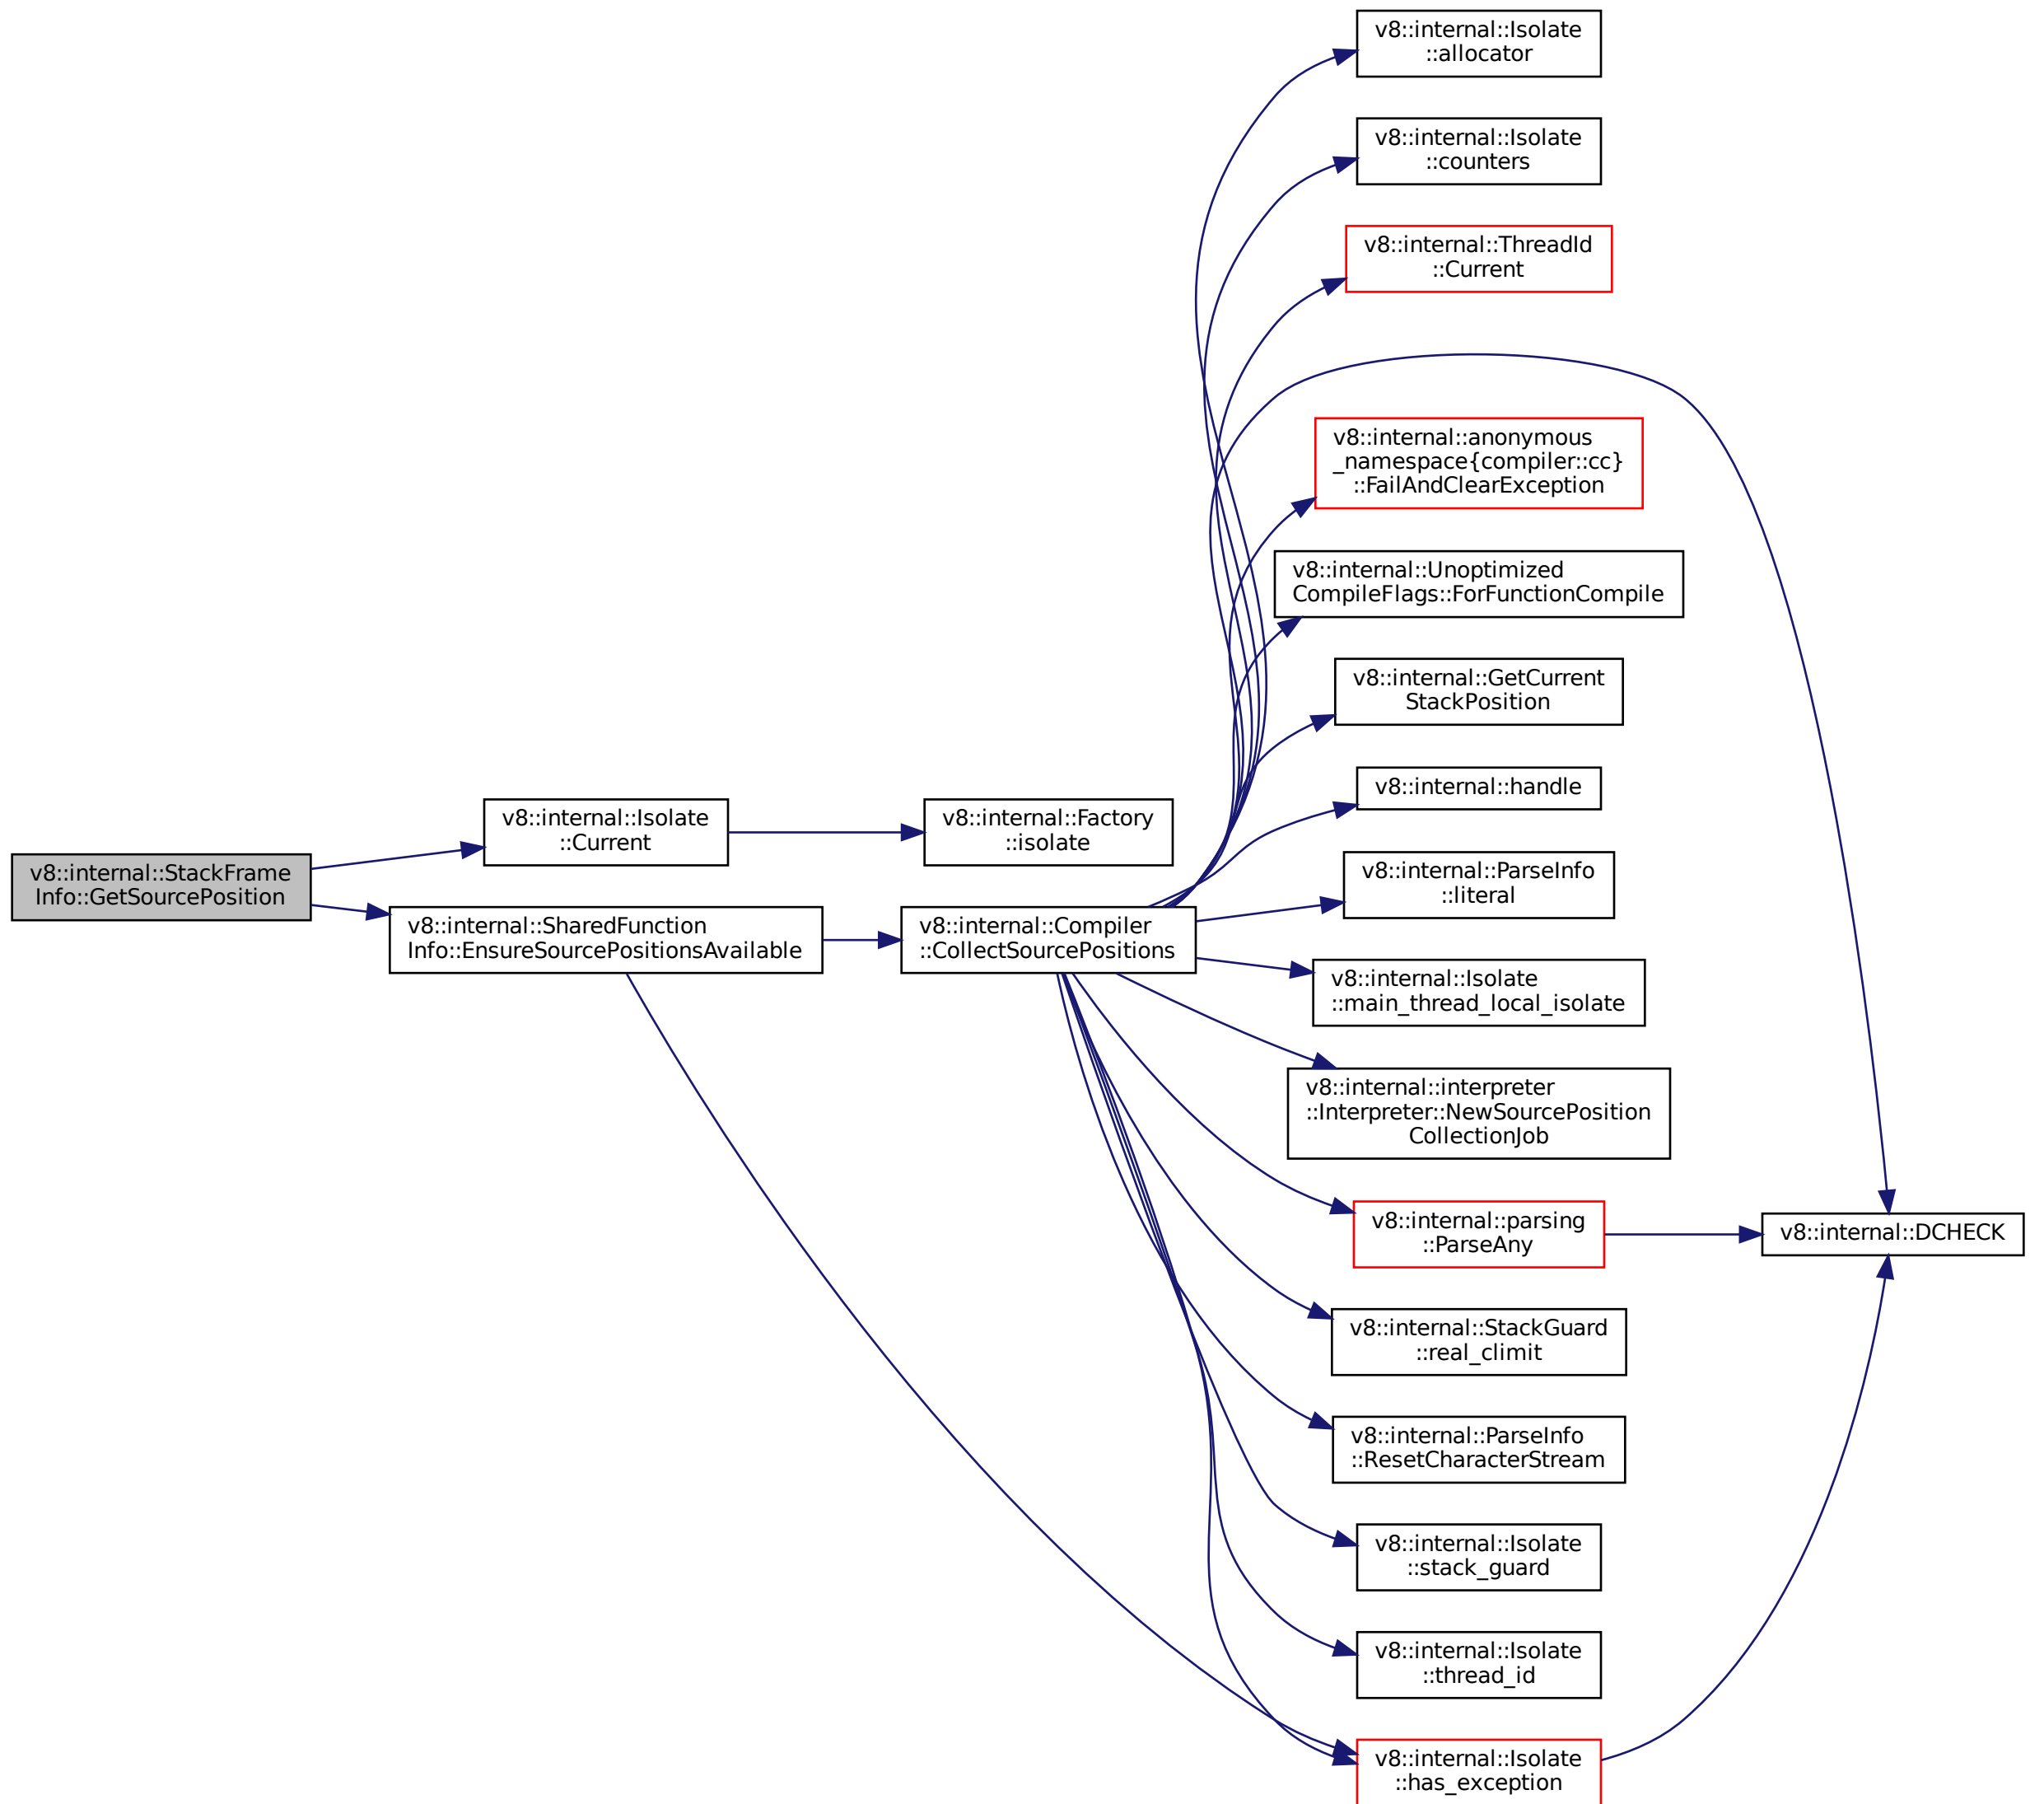 v8::internal::Isolate
::allocator
v8::internal::Isolate
::counters
v8::internal::ThreadId
::Current
v8::internal::anonymous
_namespace{compiler::cc}
::FailAndClearException
v8::internal::Unoptimized
CompileFlags::ForFunctionCompile
v8::internal::GetCurrent
StackPosition
v8::internal::handle
v8::internal::Isolate
::Current
v8::internal::Factory
::isolate
v8::internal::StackFrame
Info::GetSourcePosition
v8::internal::SharedFunction
Info::EnsureSourcePositionsAvailable
v8::internal::Compiler
::CollectSourcePositions
v8::internal::ParseInfo
::literal
v8::internal::Isolate
::main_thread_local_isolate
v8::internal::interpreter
::Interpreter::NewSourcePosition
CollectionJob
v8::internal::parsing
::ParseAny
v8::internal::DCHECK
v8::internal::StackGuard
::real_climit
v8::internal::ParseInfo
::ResetCharacterStream
v8::internal::Isolate
::stack_guard
v8::internal::Isolate
::thread_id
v8::internal::Isolate
::has_exception